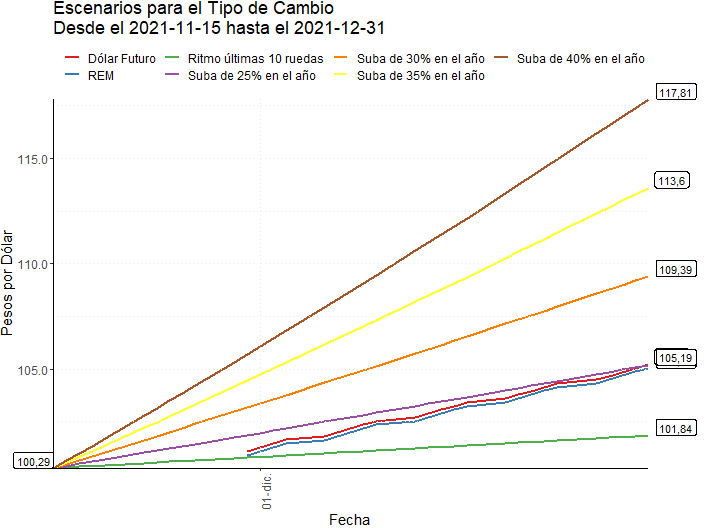 Escenarios para el Tipo de Cambio
Desde el 2021-11-15 hasta el 2021-12-31
Dólar Futuro
Ritmo últimas 10 ruedas
Suba de 30% en el año
Suba de 40% en el año
REM
Suba de 25% en el año
Suba de 35% en el año
117,81
115.0
113,6
Pesos por Dólar
110.0
109,39
105.0
105,19
101,84
100,29
01-dic.
Fecha